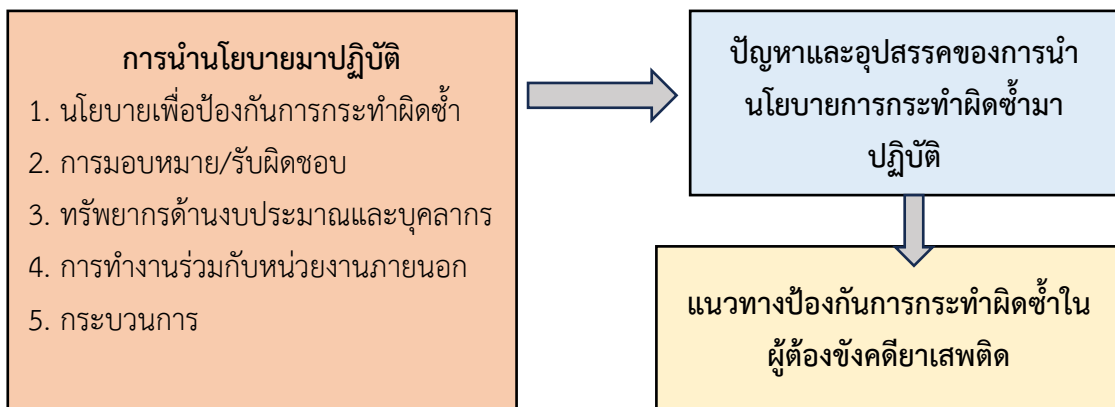 การนำนโยบายมาปฏิบัติ
1. นโยบายเพื่อป้องกันการกระทำผิดซ้ำ
2. การมอบหมาย/รับผิดชอบ
3. ทรัพยากรด้านงบประมาณและบุคลากร
4. การทำงานร่วมกับหน่วยงานภายนอก
5. กระบวนการ
ปัญหาและอุปสรรคของการนำ
นโยบายการกระทำผิดซ้ำมา
ปฏิบัติ
แนวทางป้องกันการกระทำผิดซ้ำใน
ผู้ต้องขังคดียาเสพติด